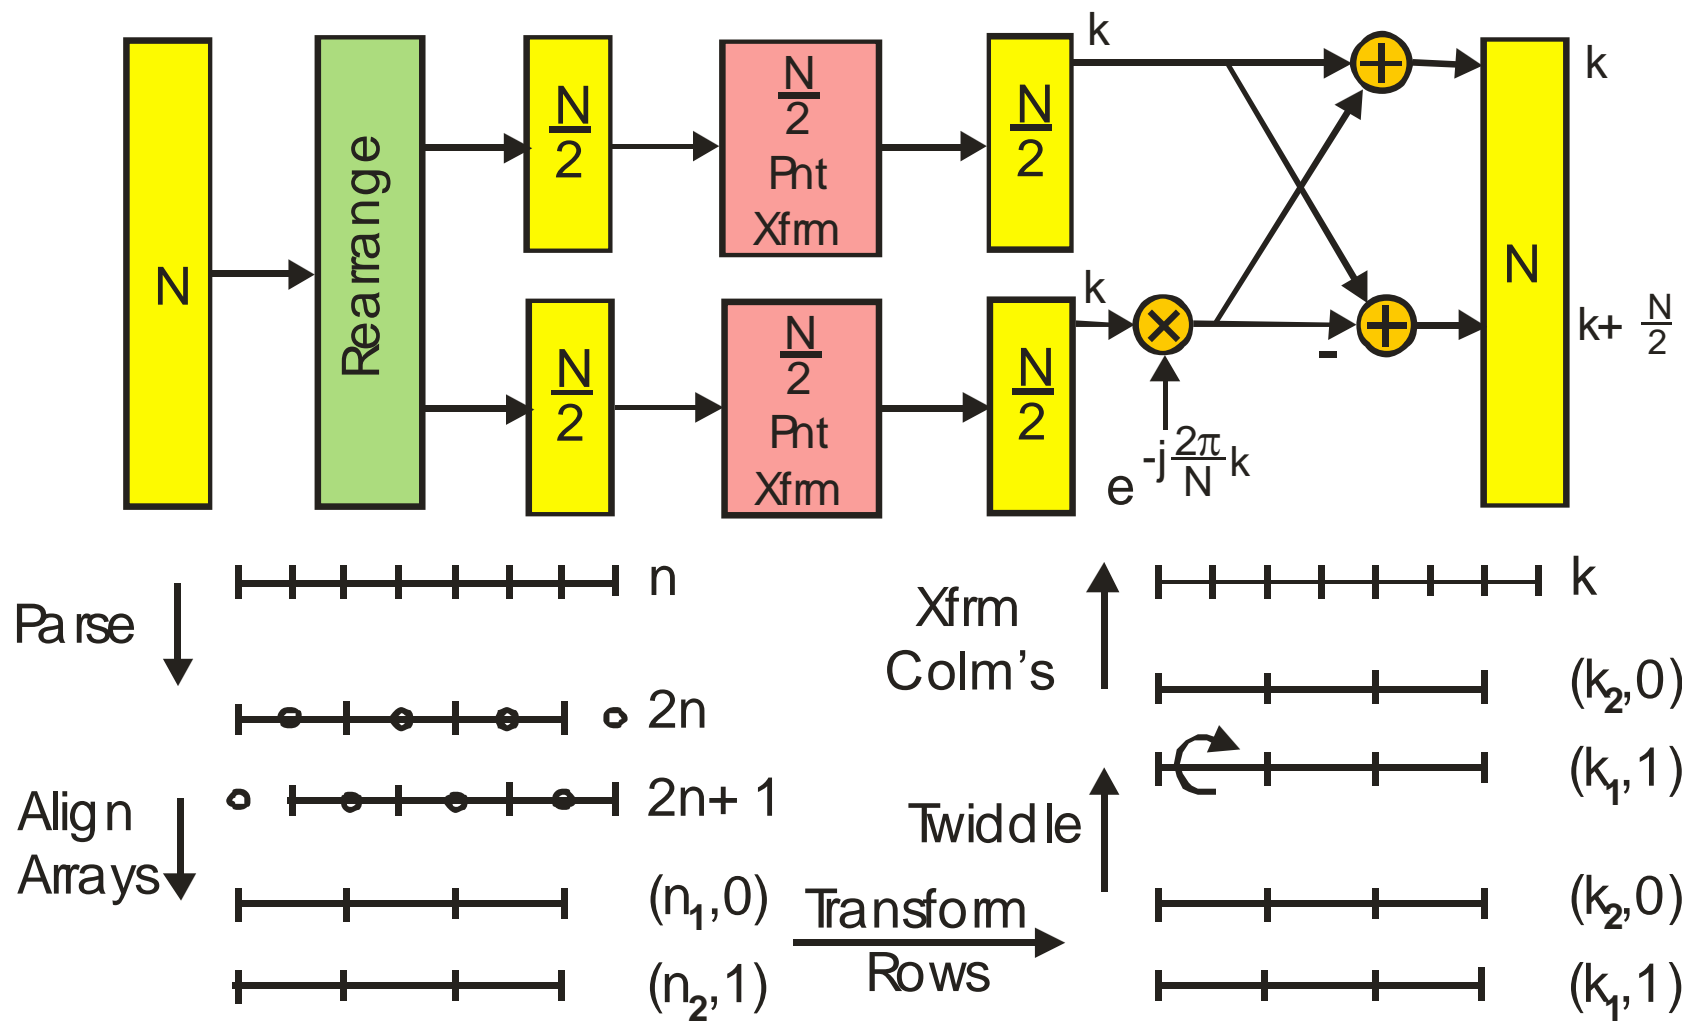 N
Rearrange
N
2
N
2
N
2
Pnt
Xfrm
N
2
Pnt
Xfrm
N
2
N
2
k
k
+
×
+
-
e -j 2π/N k
N
k
k+ N/2
Parse
n
2n
Align
Arrays
2n+ 1
(n1,0)
(n2,1)
Transform
Rows
Xfrm
Colm's
k
(k2,0)
(k1,1)
Twiddle
(k2,0)
(k1,1)